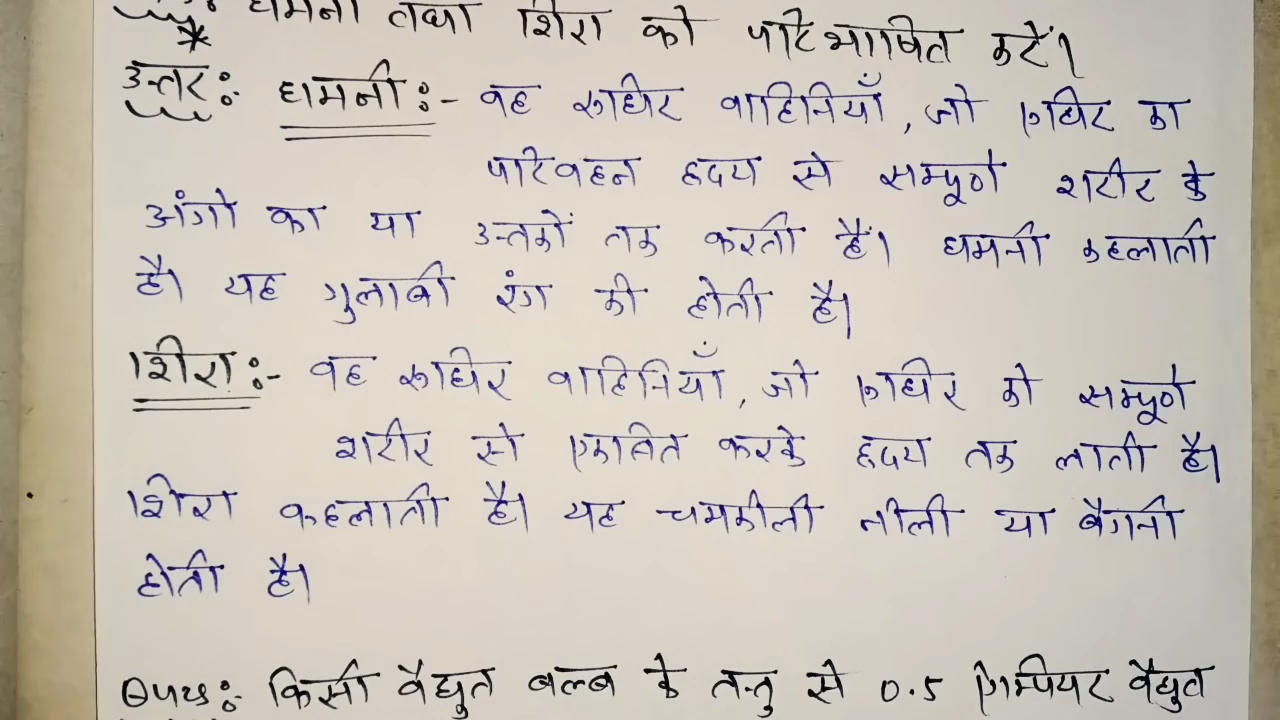 धमनी तथा शिरा को परिभाषित करें।
उत्तर:- धमनी:- वह रूधिर वाहिनियाँ, जो रूधिर का
परिवहन हृदय से सम्पूर्ण शरीर के
अंगो का या उत्तकों तक करती है। धमनी कहलाती
है। यह गुलाबी रंग की होती है।
शिरा:- वह रूधिर वाहिनियाँ, जो रूधिर को सम्पूर्ण
शरीर से एकत्रित करके हृदय तक लाती है।
शिरा कहलाती है। यह चमकीली नीली या बैगनी
होती है।
किसी वैद्युत बल्ब के तन्तु से 0.5 ऐम्पियर वैद्युत